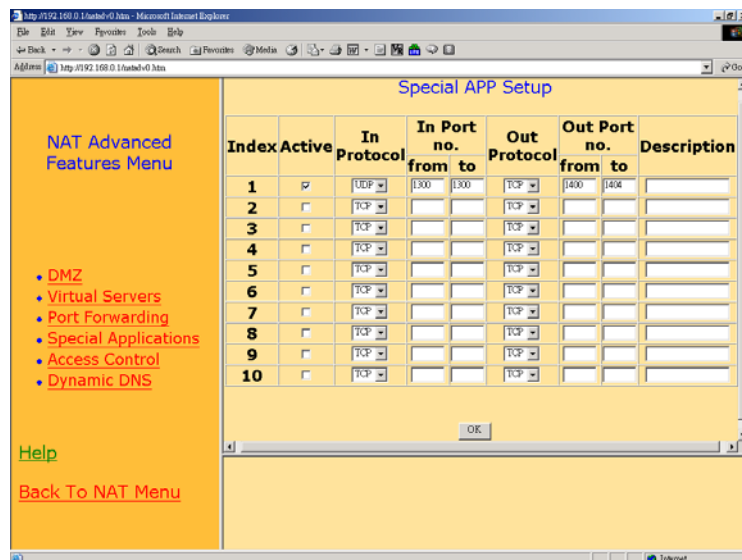 http://192.168.0.1/natadv0.htm - Microsoft Internet Explorer
File Edit View Favorites Tools Help
Back Search Favorites Media
Address http://192.168.0.1/natadv0.htm Go
NAT Advanced
Features Menu
DMZ
Virtual Servers
Port Forwarding
Special Applications
Access Control
Dynamic DNS
Help
Back To NAT Menu
Special APP Setup
Index Active In Protocol In Port no. Out Protocol Out Port no. Description
from to from to
1 UDP 1300 1300 TCP 1400 1404
2 TCP TCP
3 TCP TCP
4 TCP TCP
5 TCP TCP
6 TCP TCP
7 TCP TCP
8 TCP TCP
9 TCP TCP
10 TCP TCP
OK
Internet